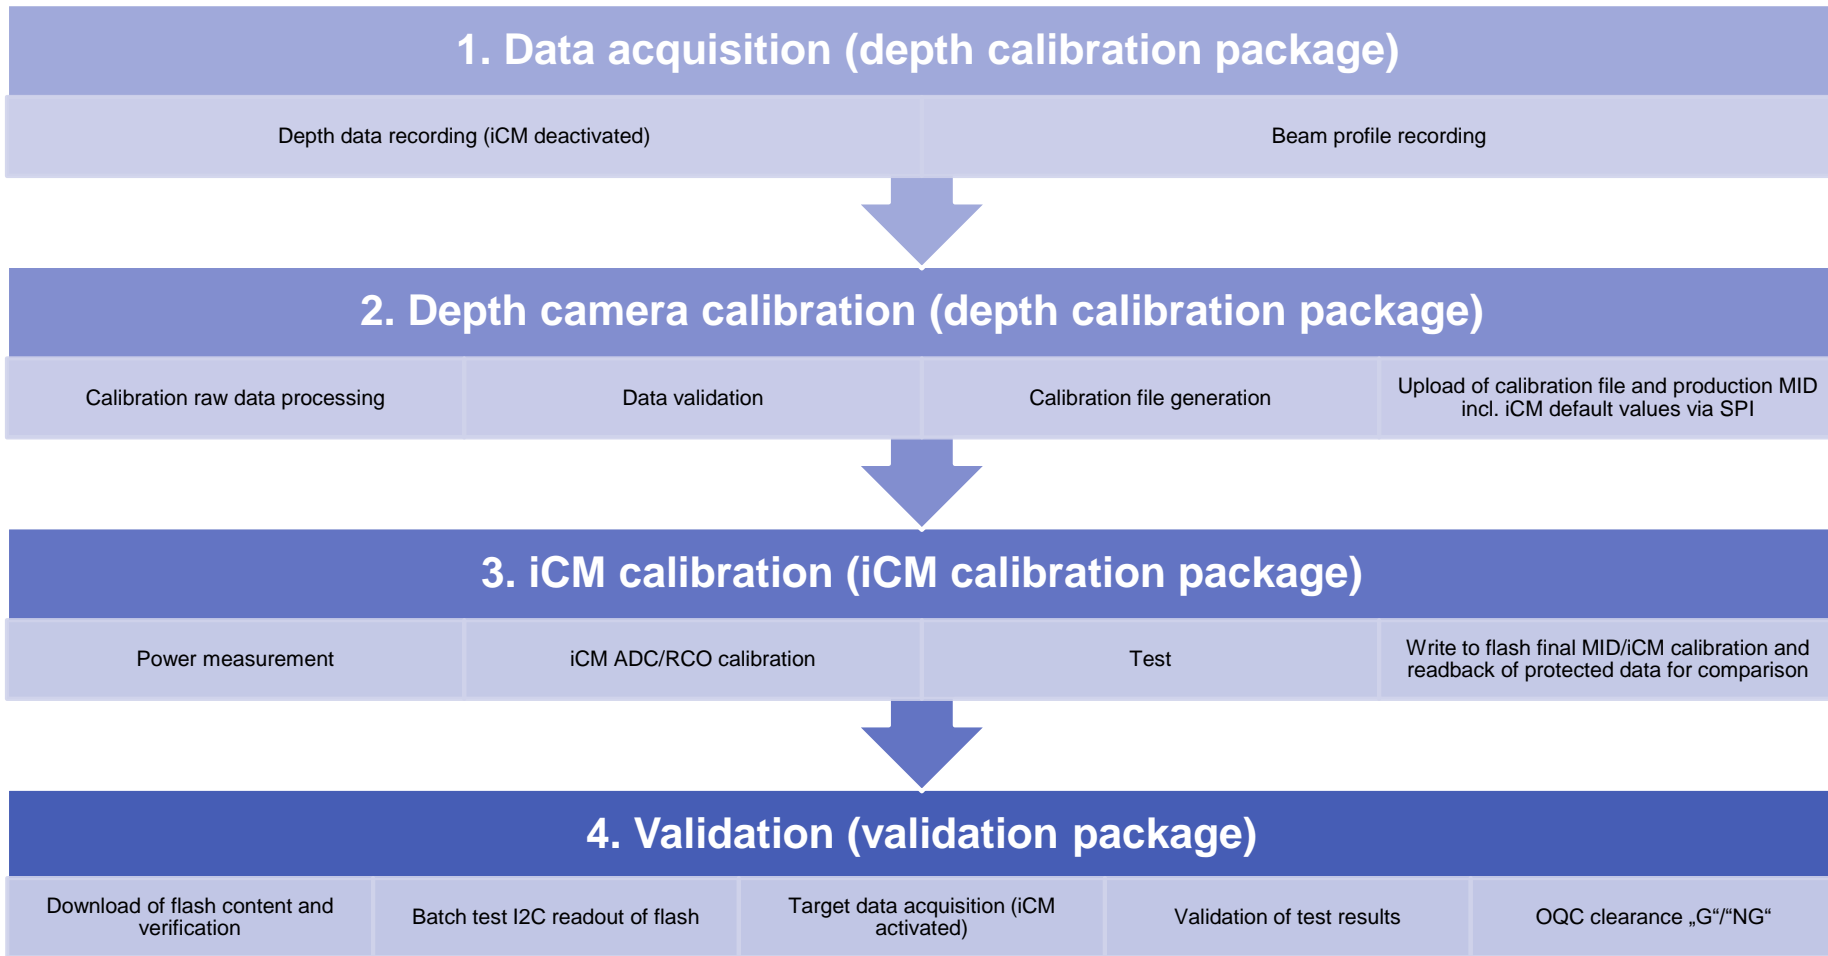 1. Data acquisition (depth calibration package)
Depth data recording (iCM deactivated)
Beam profile recording
2. Depth camera calibration (depth calibration package)
Calibration raw data processing
Data validation
Calibration file generation
Upload of calibration file and production MID
incl. iCM default values via SPI
3. iCM calibration (iCM calibration package)
Power measurement
iCM ADC/RCO calibration
Test
Write to flash final MID/iCM calibration and
readback of protected data for comparison
4. Validation (validation package)
Download of flash content and
verification
Batch test I2C readout of flash
Target data acquisition (iCM
activated)
Validation of test results
OQC clearance „G“/“NG“